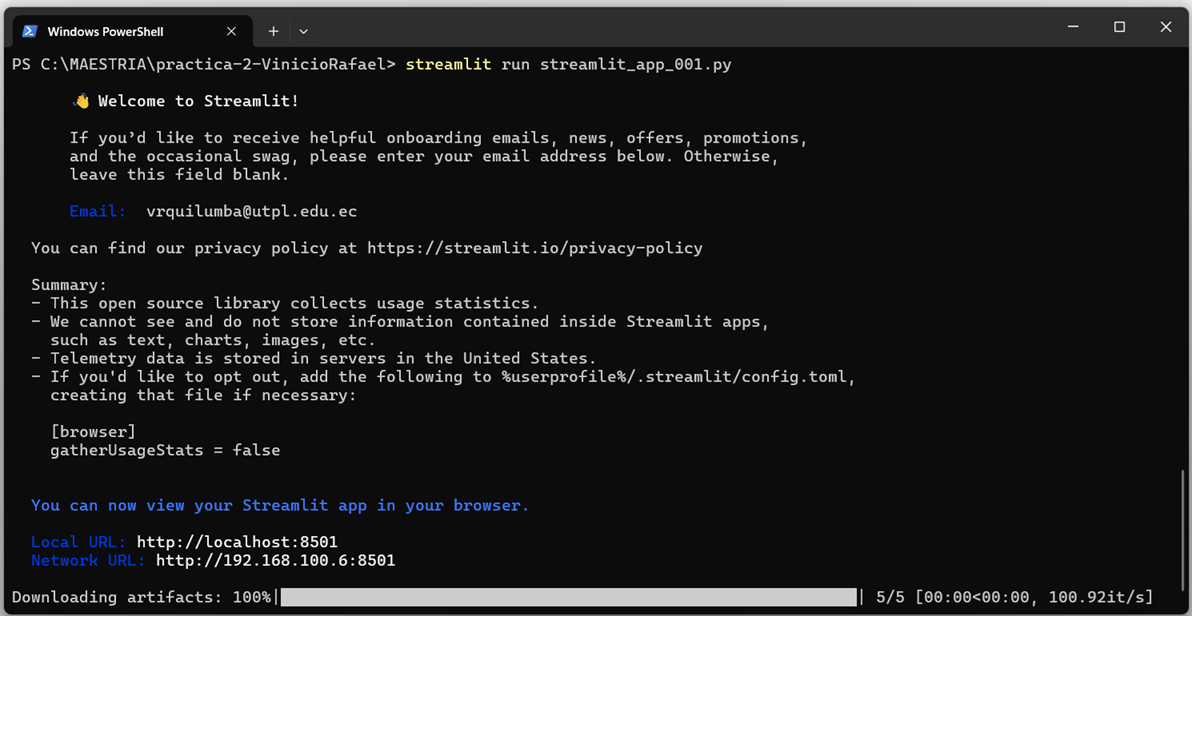 Windows PowerShell
PS C:\MAESTRIA\practica-2-VinicioRafael> streamlit run streamlit_app_001.py
👋 Welcome to Streamlit!
If you’d like to receive helpful onboarding emails, news, offers, promotions,
and the occasional swag, please enter your email address below. Otherwise,
leave this field blank.
Email: vrquilumba@utpl.edu.ec
You can find our privacy policy at https://streamlit.io/privacy-policy
Summary:
- This open source library collects usage statistics.
- We cannot see and do not store information contained inside Streamlit apps,
such as text, charts, images, etc.
- Telemetry data is stored in servers in the United States.
- If you'd like to opt out, add the following to %userprofile%/.streamlit/config.toml,
creating that file if necessary:
[browser]
gatherUsageStats = false
You can now view your Streamlit app in your browser.
Local URL: http://localhost:8501
Network URL: http://192.168.100.6:8501
Downloading artifacts: 100%| | 5/5 [00:00<00:00, 100.92it/s]